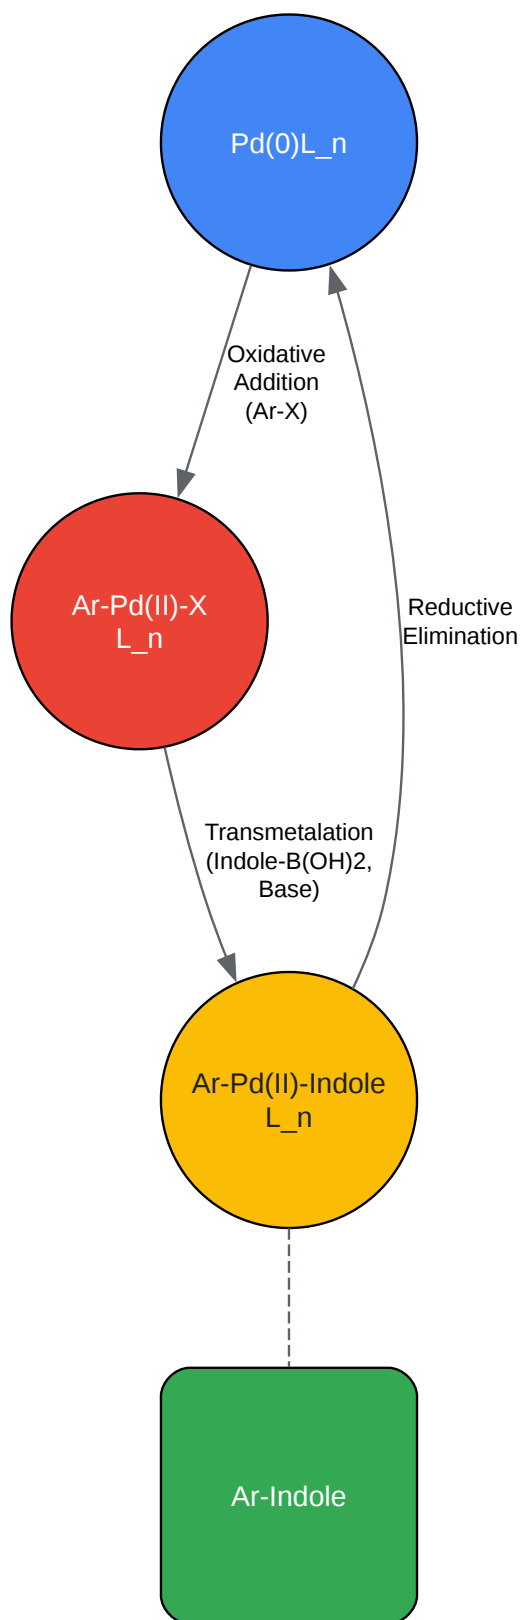 Pd(0)L_n
Oxidative
Addition
(Ar-X)
Ar-Pd(II)-X
L_n
Reductive
Elimination
Transmetalation
(Indole-B(OH)2,
Base)
Ar-Pd(II)-Indole
L_n
Ar-Indole